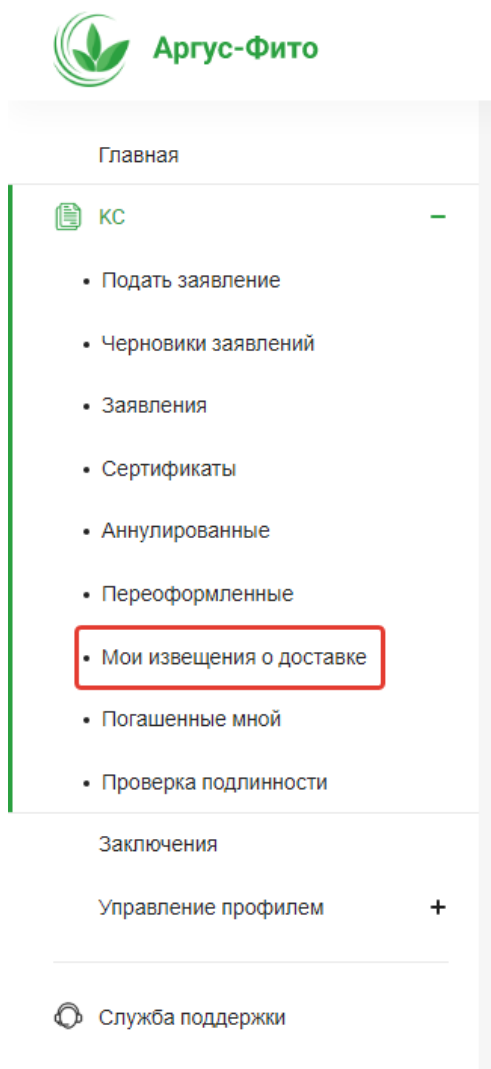 Аргус-Фито
Главная
КС
• Подать заявление
• Черновики заявлений
• Заявления
• Сертификаты
• Аннулированные
• Переоформленные
• Мои извещения о доставке
• Погашенные мной
• Проверка подлинности
Заключения
Управление профилем
Служба поддержки